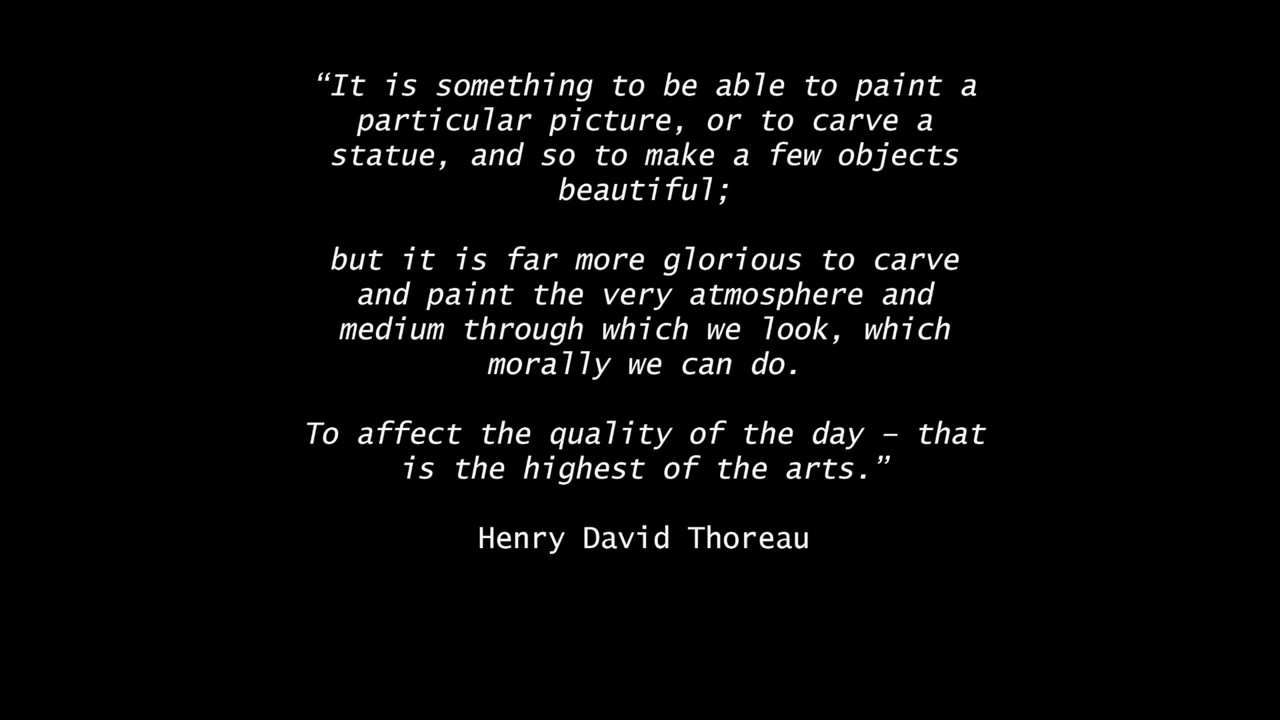 “It is something to be able to paint a
particular picture, or to carve a
statue, and so to make a few objects
beautiful;
but it is far more glorious to carve
and paint the very atmosphere and
medium through which we look, which
morally we can do.
To affect the quality of the day – that
is the highest of the arts.”
Henry David Thoreau